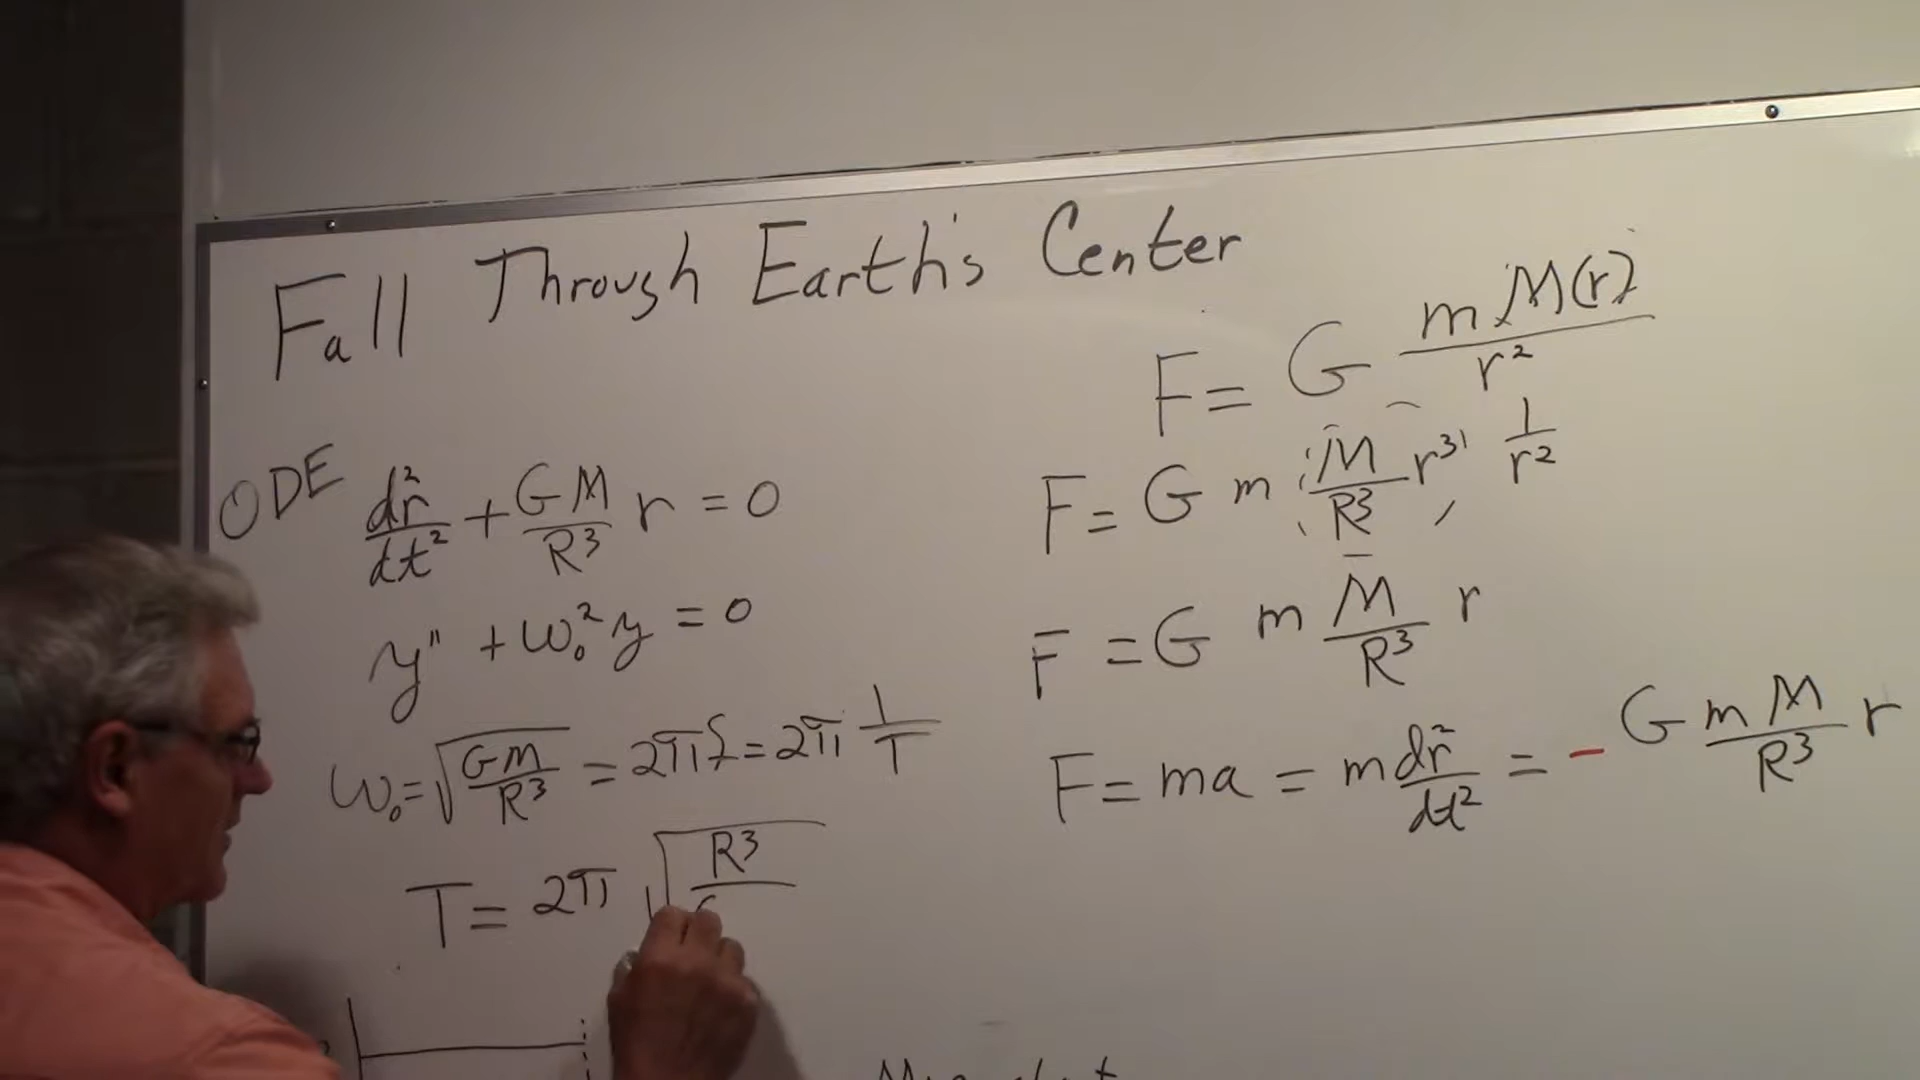 Fall Through Earth's Center
ODE d²r/dt² + GM/R³ r = 0
y" + ω₀² y = 0
ω₀ = √(GM/R³) = 2πf = 2π 1/T
T = 2π √(R³/G
F = G mM(r)/r²
F = G m (M/R³ r³) 1/r²
F = G m M/R³ r
F = ma = m d²r/dt² = - G mM/R³ r